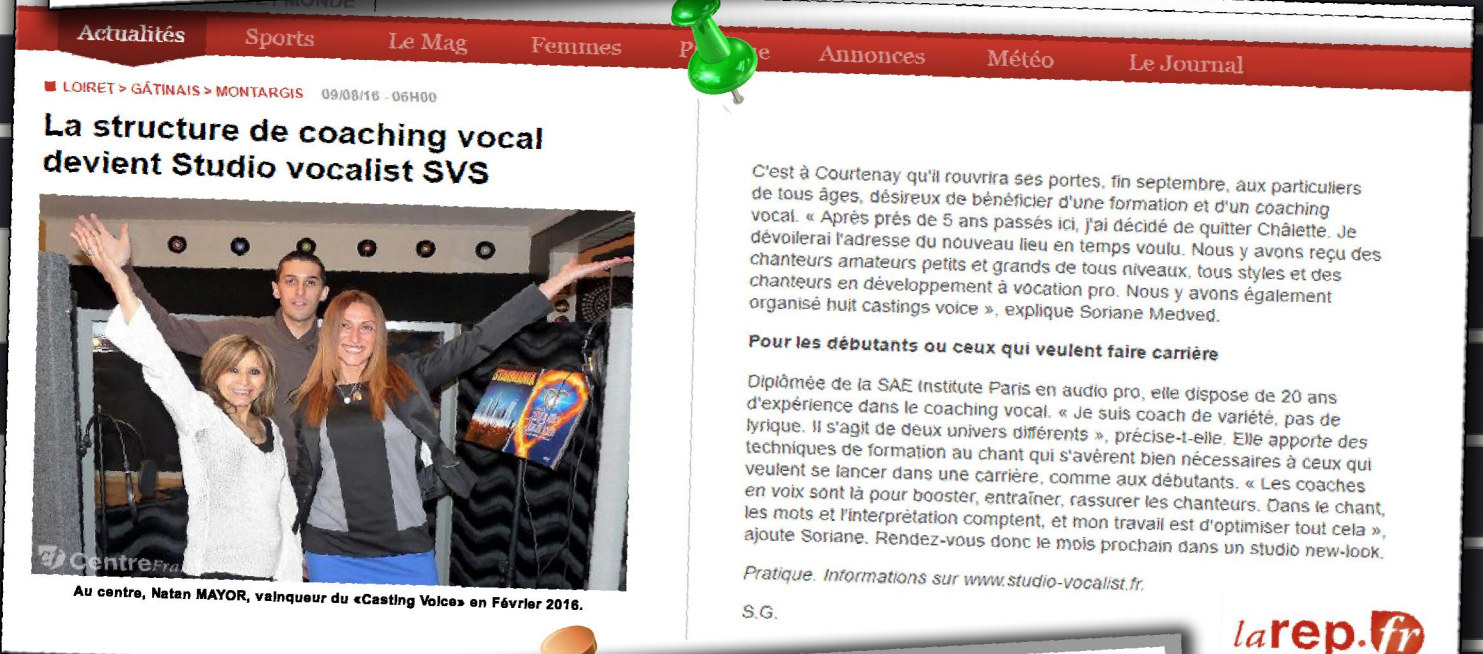 ET MONDE
Actualités Sports Le Mag Femmes Annonces Météo Le Journal
LOIRET > GÂTINAIS > MONTARGIS 09/08/16 - 06H00
La structure de coaching vocal
devient Studio vocalist SVS
STARMANIA
CentreFra
Au centre, Natan MAYOR, vainqueur du «Casting Voice» en Février 2016.
C'est à Courtenay qu'il rouvrira ses portes, fin septembre, aux particuliers
de tous âges, désireux de bénéficier d'une formation et d'un coaching
vocal. « Après prés de 5 ans passés ici, j'ai décidé de quitter Châlette. Je
dévoilerai l'adresse du nouveau lieu en temps voulu. Nous y avons reçu des
chanteurs amateurs petits et grands de tous niveaux, tous styles et des
chanteurs en développement à vocation pro. Nous y avons également
organisé huit castings voice », explique Soriane Medved.
Pour les débutants ou ceux qui veulent faire carrière
Diplômée de la SAE Institute Paris en audio pro, elle dispose de 20 ans
d'expérience dans le coaching vocal. « Je suis coach de variété, pas de
lyrique. Il s'agit de deux univers différents », précise-t-elle. Elle apporte des
techniques de formation au chant qui s'avèrent bien nécessaires à ceux qui
veulent se lancer dans une carrière, comme aux débutants. « Les coaches
en voix sont là pour booster, entraîner, rassurer les chanteurs. Dans le chant,
les mots et l'interprétation comptent, et mon travail est d'optimiser tout cela »,
ajoute Soriane. Rendez-vous donc le mois prochain dans un studio new-look.
Pratique. Informations sur www.studio-vocalist.fr.
S.G.
larep.fr